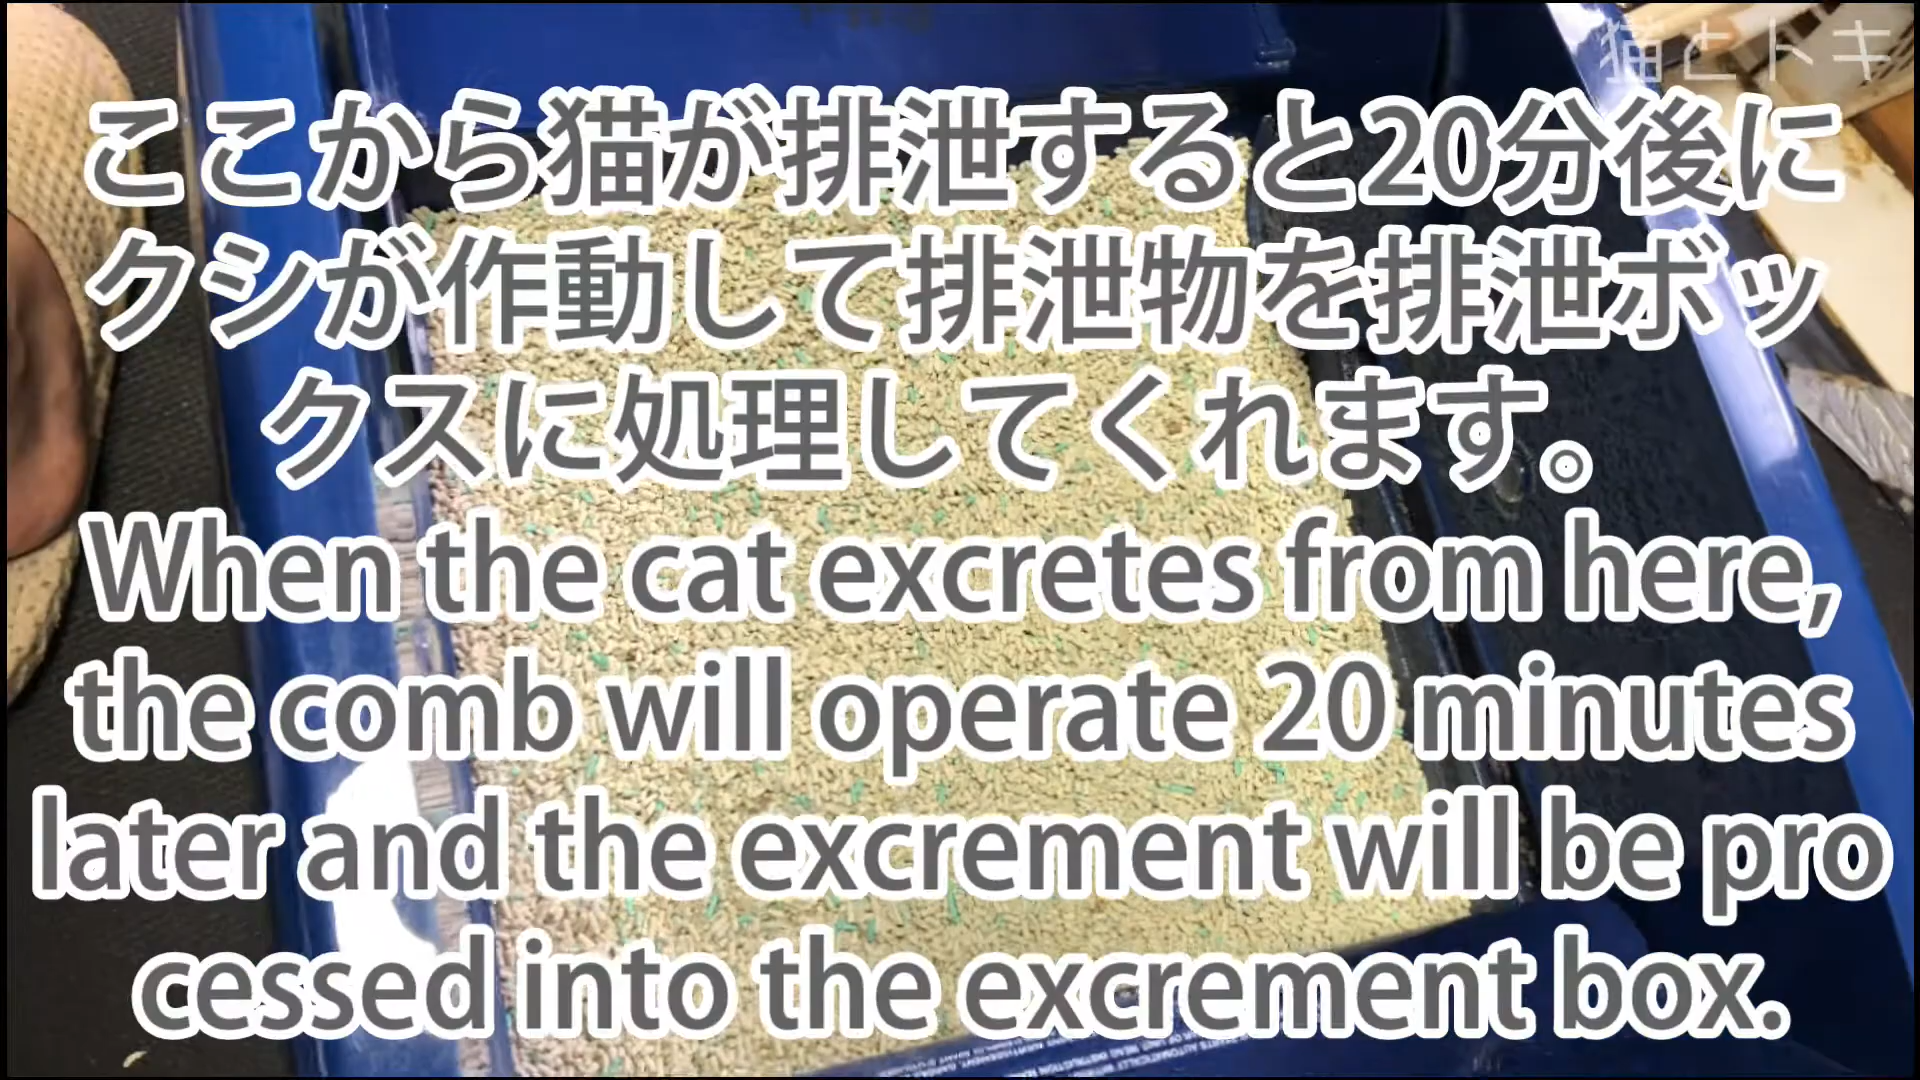 猫とトキ
ここから猫が排泄すると20分後に
クシが作動して排泄物を排泄ボッ
クスに処理してくれます。
When the cat excretes from here,
the comb will operate 20 minutes
later and the excrement will be pro
cessed into the excrement box.